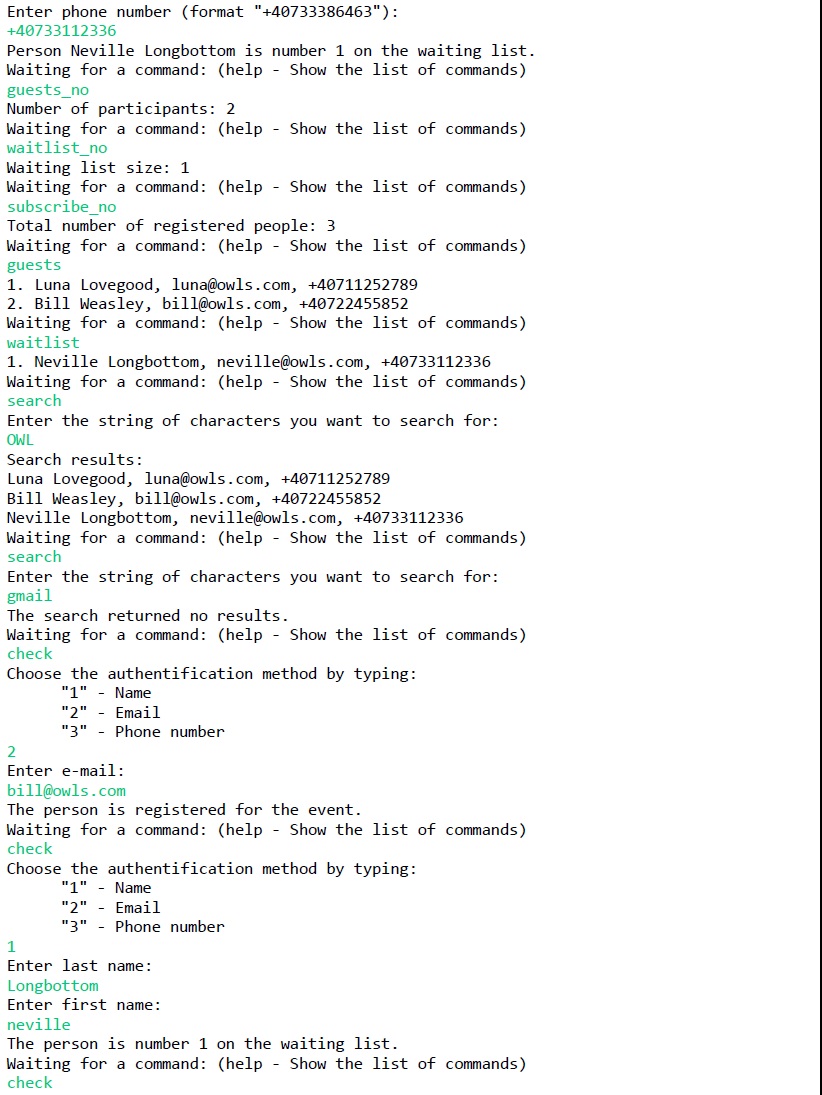 Enter phone number (format "+40733386463"):
+40733112336
Person Neville Longbottom is number 1 on the waiting list.
Waiting for a command: (help - Show the list of commands)
guests_no
Number of participants: 2
Waiting for a command: (help - Show the list of commands)
waitlist_no
Waiting list size: 1
Waiting for a command: (help - Show the list of commands)
subscribe_no
Total number of registered people: 3
Waiting for a command: (help - Show the list of commands)
guests
1. Luna Lovegood, luna@owls.com, +40711252789
2. Bill Weasley, bill@owls.com, +40722455852
Waiting for a command: (help - Show the list of commands)
waitlist
1. Neville Longbottom, neville@owls.com, +40733112336
Waiting for a command: (help - Show the list of commands)
search
Enter the string of characters you want to search for:
OWL
Search results:
Luna Lovegood, luna@owls.com, +40711252789
Bill Weasley, bill@owls.com, +40722455852
Neville Longbottom, neville@owls.com, +40733112336
Waiting for a command: (help - Show the list of commands)
search
Enter the string of characters you want to search for:
gmail
The search returned no results.
Waiting for a command: (help - Show the list of commands)
check
Choose the authentification method by typing:
"1" - Name
"2" - Email
"3" - Phone number
2
Enter e-mail:
bill@owls.com
The person is registered for the event.
Waiting for a command: (help - Show the list of commands)
check
Choose the authentification method by typing:
"1" - Name
"2" - Email
"3" - Phone number
1
Enter last name:
Longbottom
Enter first name:
neville
The person is number 1 on the waiting list.
Waiting for a command: (help - Show the list of commands)
check